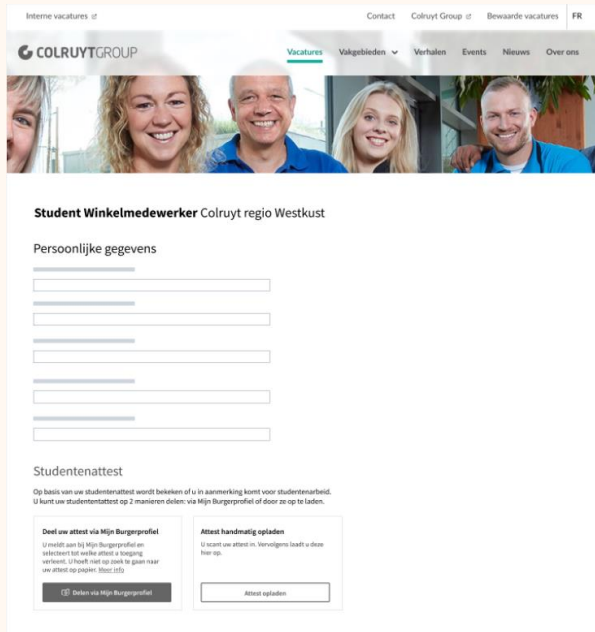 Interne vacatures
Contact Colruyt Group Bewaarde vacatures FR
COLRUYTGROUP
Vacatures Vakgebieden Verhalen Events Nieuws Over ons
Student Winkelmedewerker Colruyt regio Westkust
Persoonlijke gegevens
Studentenattest
Op basis van uw studentenattest wordt bekeken of u in aanmerking komt voor studentenarbeid.
U kunt uw studententattest op 2 manieren delen: via Mijn Burgerprofiel of door ze op te laden.
Deel uw attest via Mijn Burgerprofiel
U meldt aan bij Mijn Burgerprofiel en
selecteert tot welke attest u toegang
verleent. U hoeft niet op zoek te gaan naar
uw attest op papier. Meer info
Delen via Mijn Burgerprofiel
Attest handmatig opladen
U scant uw attest in. Vervolgens laadt u deze
hier op.
Attest opladen